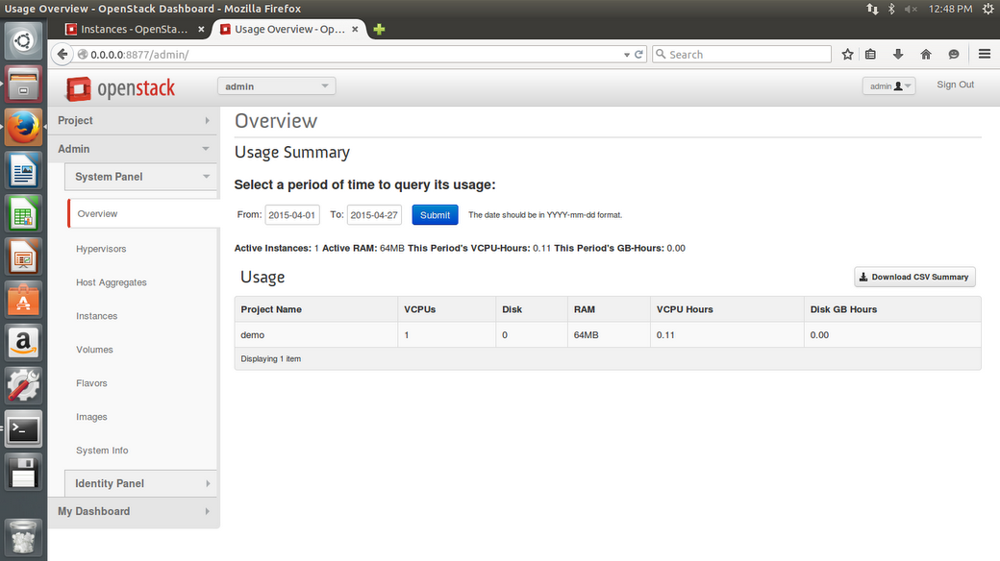 Usage Overview - OpenStack Dashboard - Mozilla Firefox 12:48 PM
Instances - OpenSta... × Usage Overview - Op... ×
0.0.0.0:8877/admin/ Search
openstack admin admin Sign Out
Project
Admin
System Panel
Overview
Hypervisors
Host Aggregates
Instances
Volumes
Flavors
Images
System Info
Identity Panel
My Dashboard
Overview
Usage Summary
Select a period of time to query its usage:
From: 2015-04-01 To: 2015-04-27 Submit The date should be in YYYY-mm-dd format.
Active Instances: 1 Active RAM: 64MB This Period's VCPU-Hours: 0.11 This Period's GB-Hours: 0.00
Usage Download CSV Summary
Project Name VCPUs Disk RAM VCPU Hours Disk GB Hours
demo 1 0 64MB 0.11 0.00
Displaying 1 item